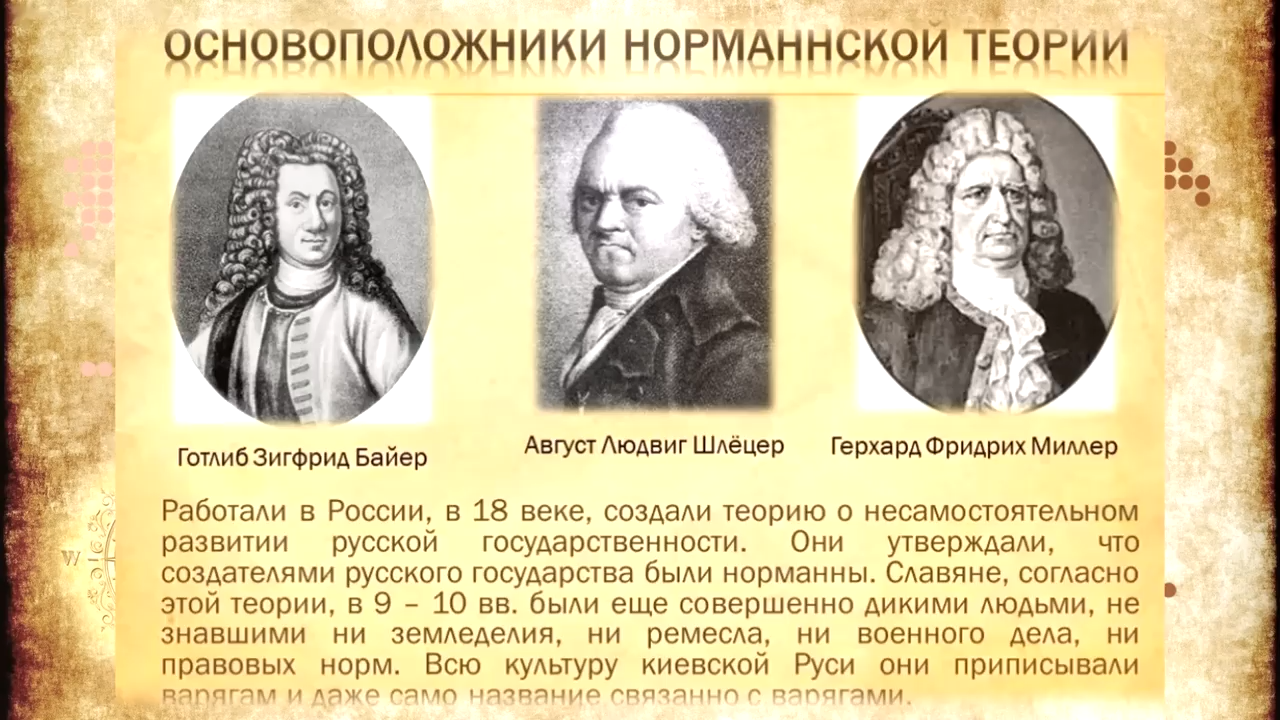 ОСНОВОПОЛОЖНИКИ НОРМАННСКОЙ ТЕОРИИ
Готлиб Зигфрид Байер
Август Людвиг Шлёцер
Герхард Фридрих Миллер
Работали в России, в 18 веке, создали теорию о несамостоятельном
развитии русской государственности. Они утверждали, что
создателями русского государства были норманны. Славяне, согласно
этой теории, в 9 – 10 вв. были еще совершенно дикими людьми, не
знавшими ни земледелия, ни ремесла, ни военного дела, ни
правовых норм. Всю культуру киевской Руси они приписывали
варягам и даже само название связанно с варягами.
W